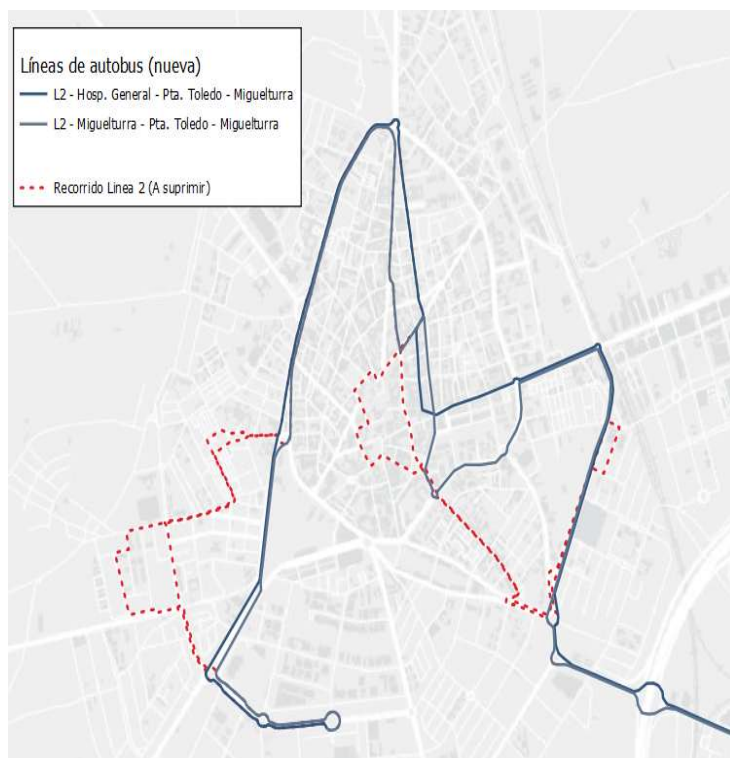 Líneas de autobus (nueva)
L2 - Hosp. General - Pta. Toledo - Miguelturra
L2 - Miguelturra - Pta. Toledo - Miguelturra
Recorrido Linea 2 (A suprimir)